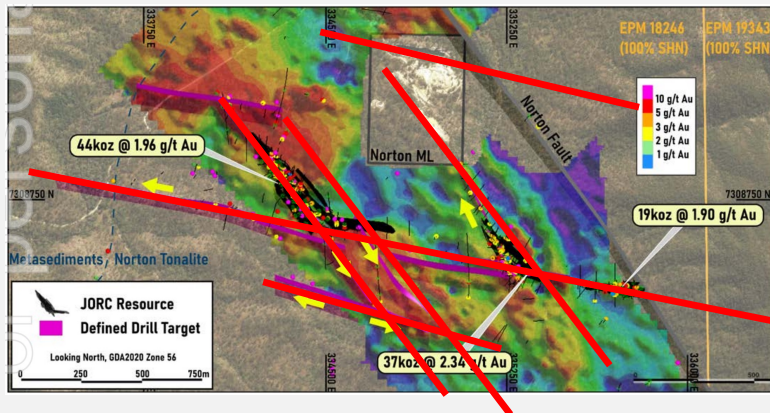 333750 E
335250 E
EPM 18246
(100% SHN)
EPM 19343
(100% SHN)
10 g/t Au
5 g/t Au
3 g/t Au
2 g/t Au
1 g/t Au
Norton Fault
44koz @ 1.96 g/t Au
Norton ML
7308750 N
7308750 N
19koz @ 1.90 g/t Au
Metasediments
Norton Tonalite
JORC Resource
Defined Drill Target
Looking North, GDA2020 Zone 56
0 250 500 750m
37koz @ 2.34 g/t Au
334500 E
0